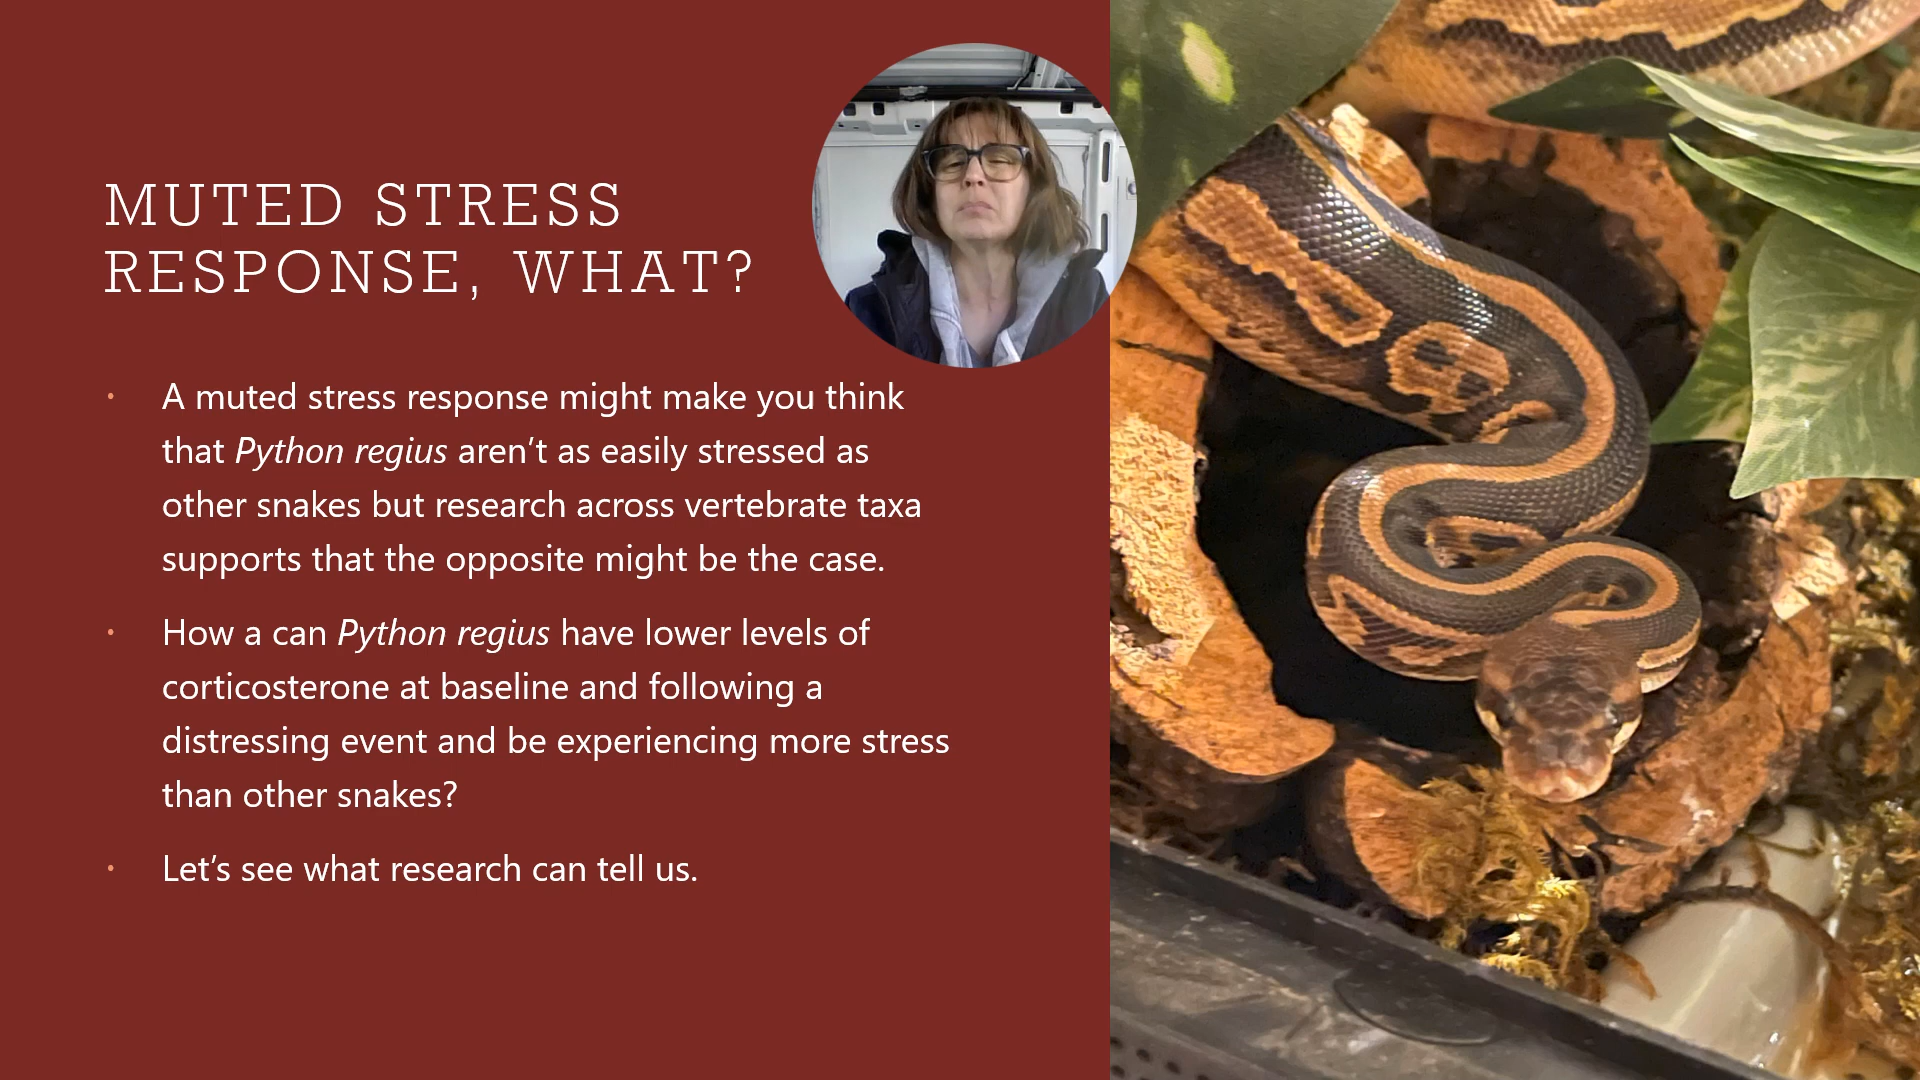 MUTED STRESS
RESPONSE, WHAT?
• A muted stress response might make you think
that Python regius aren’t as easily stressed as
other snakes but research across vertebrate taxa
supports that the opposite might be the case.
• How a can Python regius have lower levels of
corticosterone at baseline and following a
distressing event and be experiencing more stress
than other snakes?
• Let’s see what research can tell us.